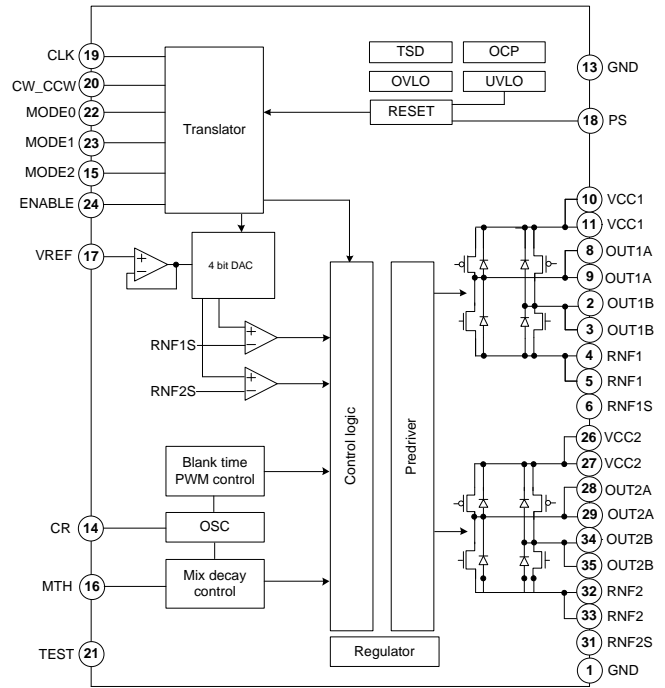 CLK 19
CW_CCW 20
MODE0 22
MODE1 23
MODE2 15
ENABLE 24
VREF 17
CR 14
MTH 16
TEST 21
Translator
TSD
OCP
OVLO
UVLO
RESET
4 bit DAC
+
−
RNF1S
+
−
RNF2S
+
−
Blank time
PWM control
OSC
Mix decay
control
Control logic
Predriver
Regulator
13 GND
18 PS
10 VCC1
11 VCC1
8 OUT1A
9 OUT1A
2 OUT1B
3 OUT1B
4 RNF1
5 RNF1
6 RNF1S
26 VCC2
27 VCC2
28 OUT2A
29 OUT2A
34 OUT2B
35 OUT2B
32 RNF2
33 RNF2
31 RNF2S
1 GND